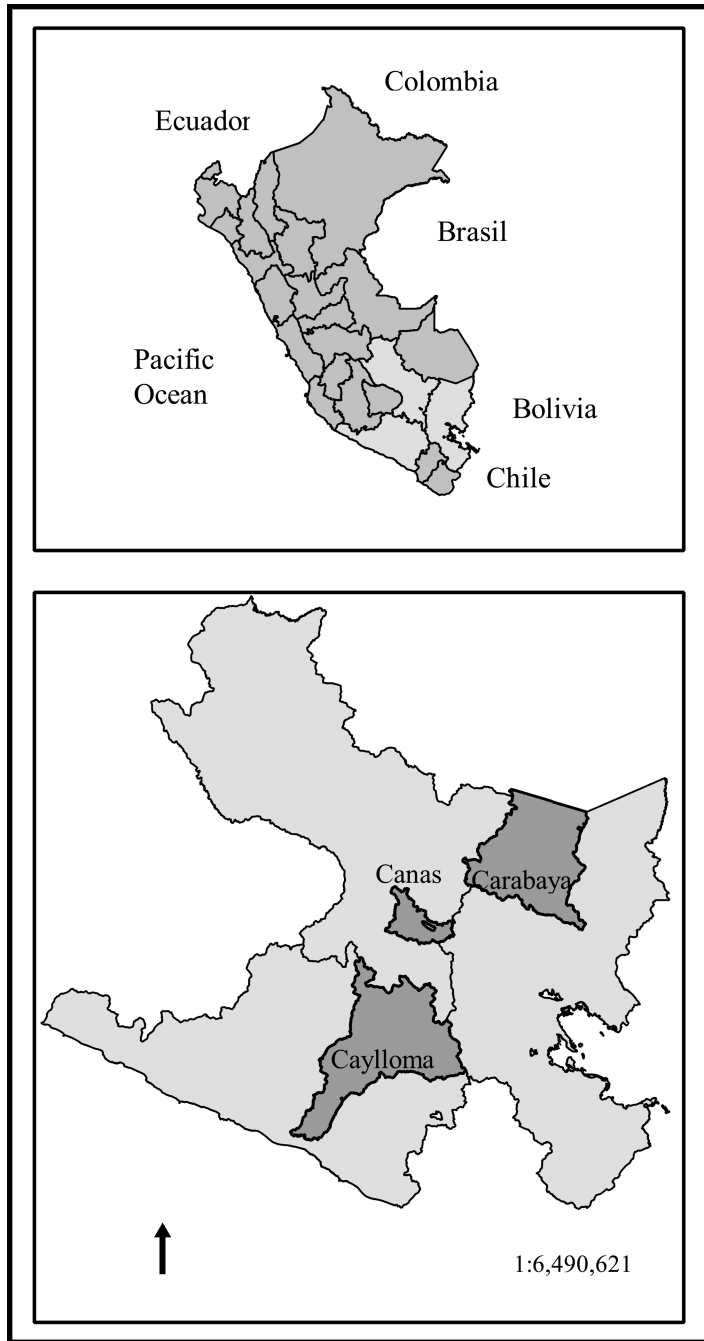 Colombia
Ecuador
Brasil
Pacific
Ocean
Bolivia
Chile
Canas
Carabaya
Caylloma
1:6,490,621